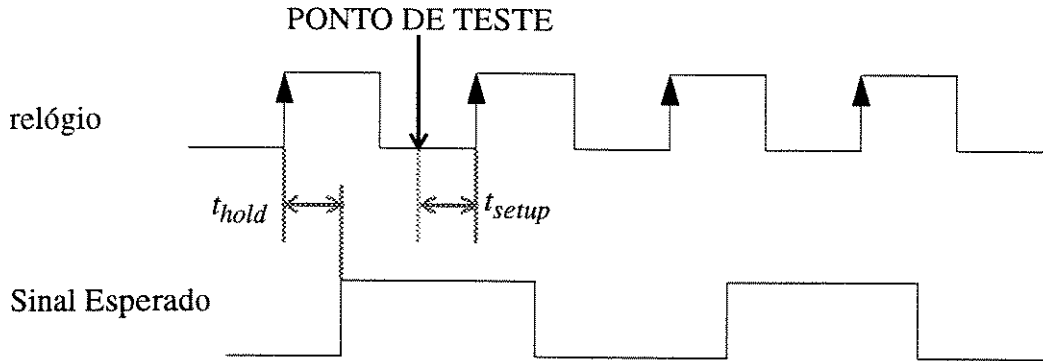 PONTO DE TESTE
relógio
t_hold
t_setup
Sinal Esperado